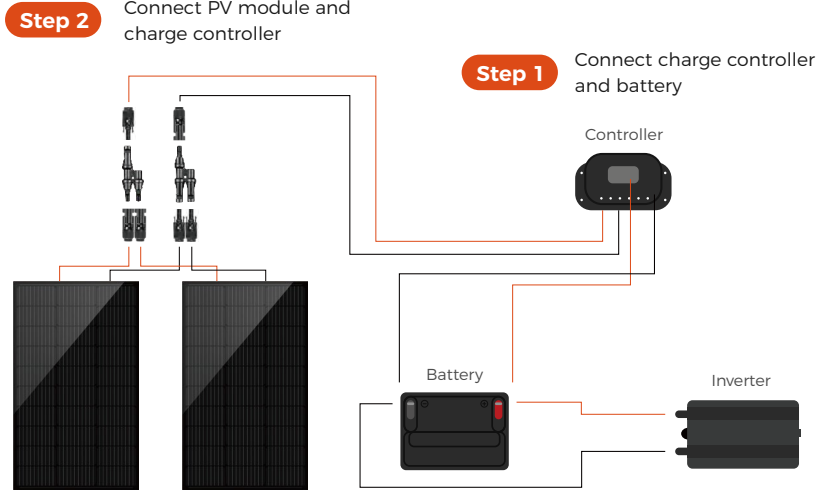 Step 2
Connect PV module and
charge controller
Step 1
Connect charge controller
and battery
Controller
Battery
Inverter